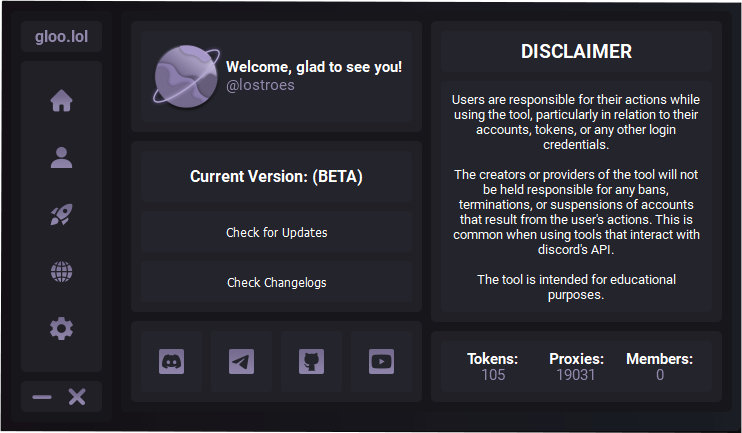 gloo.lol
Welcome, glad to see you!
@lostroes
Current Version: (BETA)
Check for Updates
Check Changelogs
DISCLAIMER
Users are responsible for their actions while
using the tool, particularly in relation to their
accounts, tokens, or any other login
credentials.
The creators or providers of the tool will not
be held responsible for any bans,
terminations, or suspensions of accounts
that result from the user's actions. This is
common when using tools that interact with
discord's API.
The tool is intended for educational
purposes.
Tokens: Proxies: Members:
105 19031 0